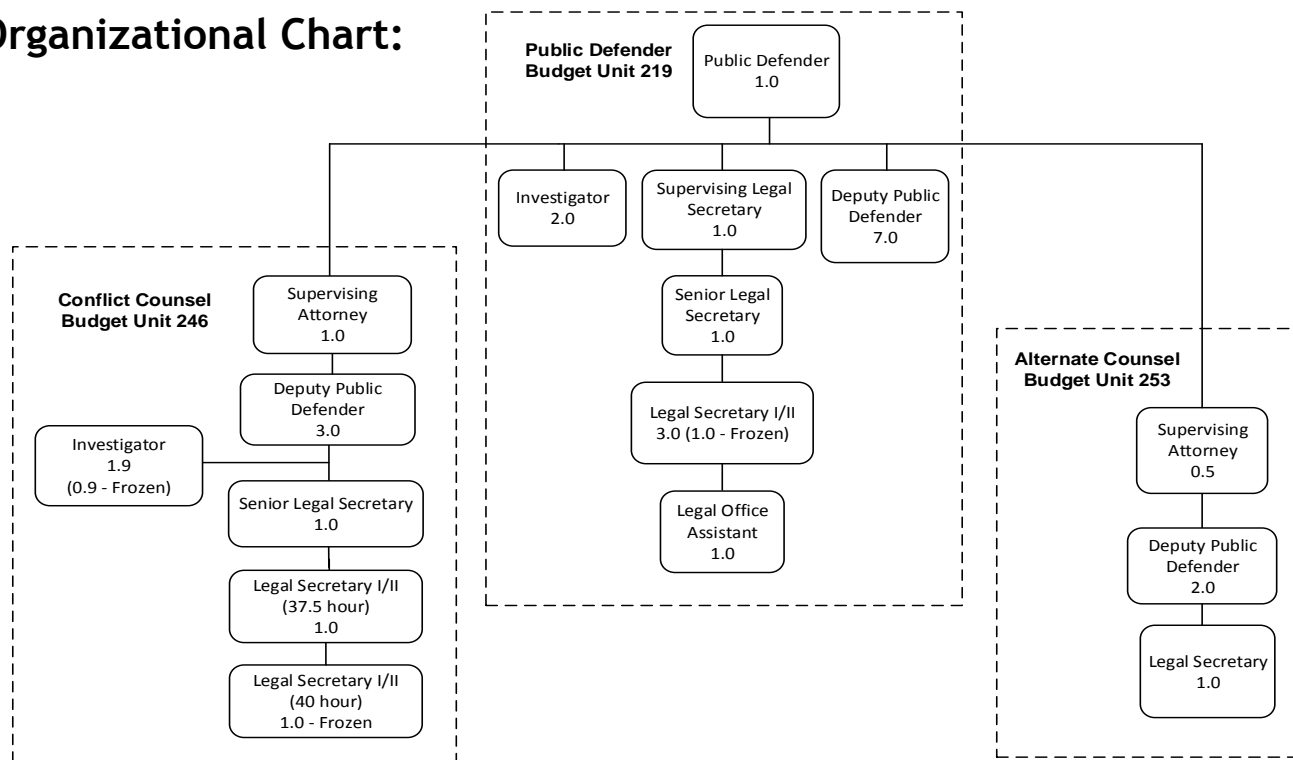 Organizational Chart:
Public Defender
Budget Unit 219
Public Defender
1.0
Investigator
2.0
Supervising Legal
Secretary
1.0
Deputy Public
Defender
7.0
Senior Legal
Secretary
1.0
Legal Secretary I/II
3.0 (1.0 - Frozen)
Legal Office
Assistant
1.0
Conflict Counsel
Budget Unit 246
Supervising
Attorney
1.0
Deputy Public
Defender
3.0
Investigator
1.9
(0.9 - Frozen)
Senior Legal Secretary
1.0
Legal Secretary I/II
(37.5 hour)
1.0
Legal Secretary I/II
(40 hour)
1.0 - Frozen
Alternate Counsel
Budget Unit 253
Supervising
Attorney
0.5
Deputy Public
Defender
2.0
Legal Secretary
1.0